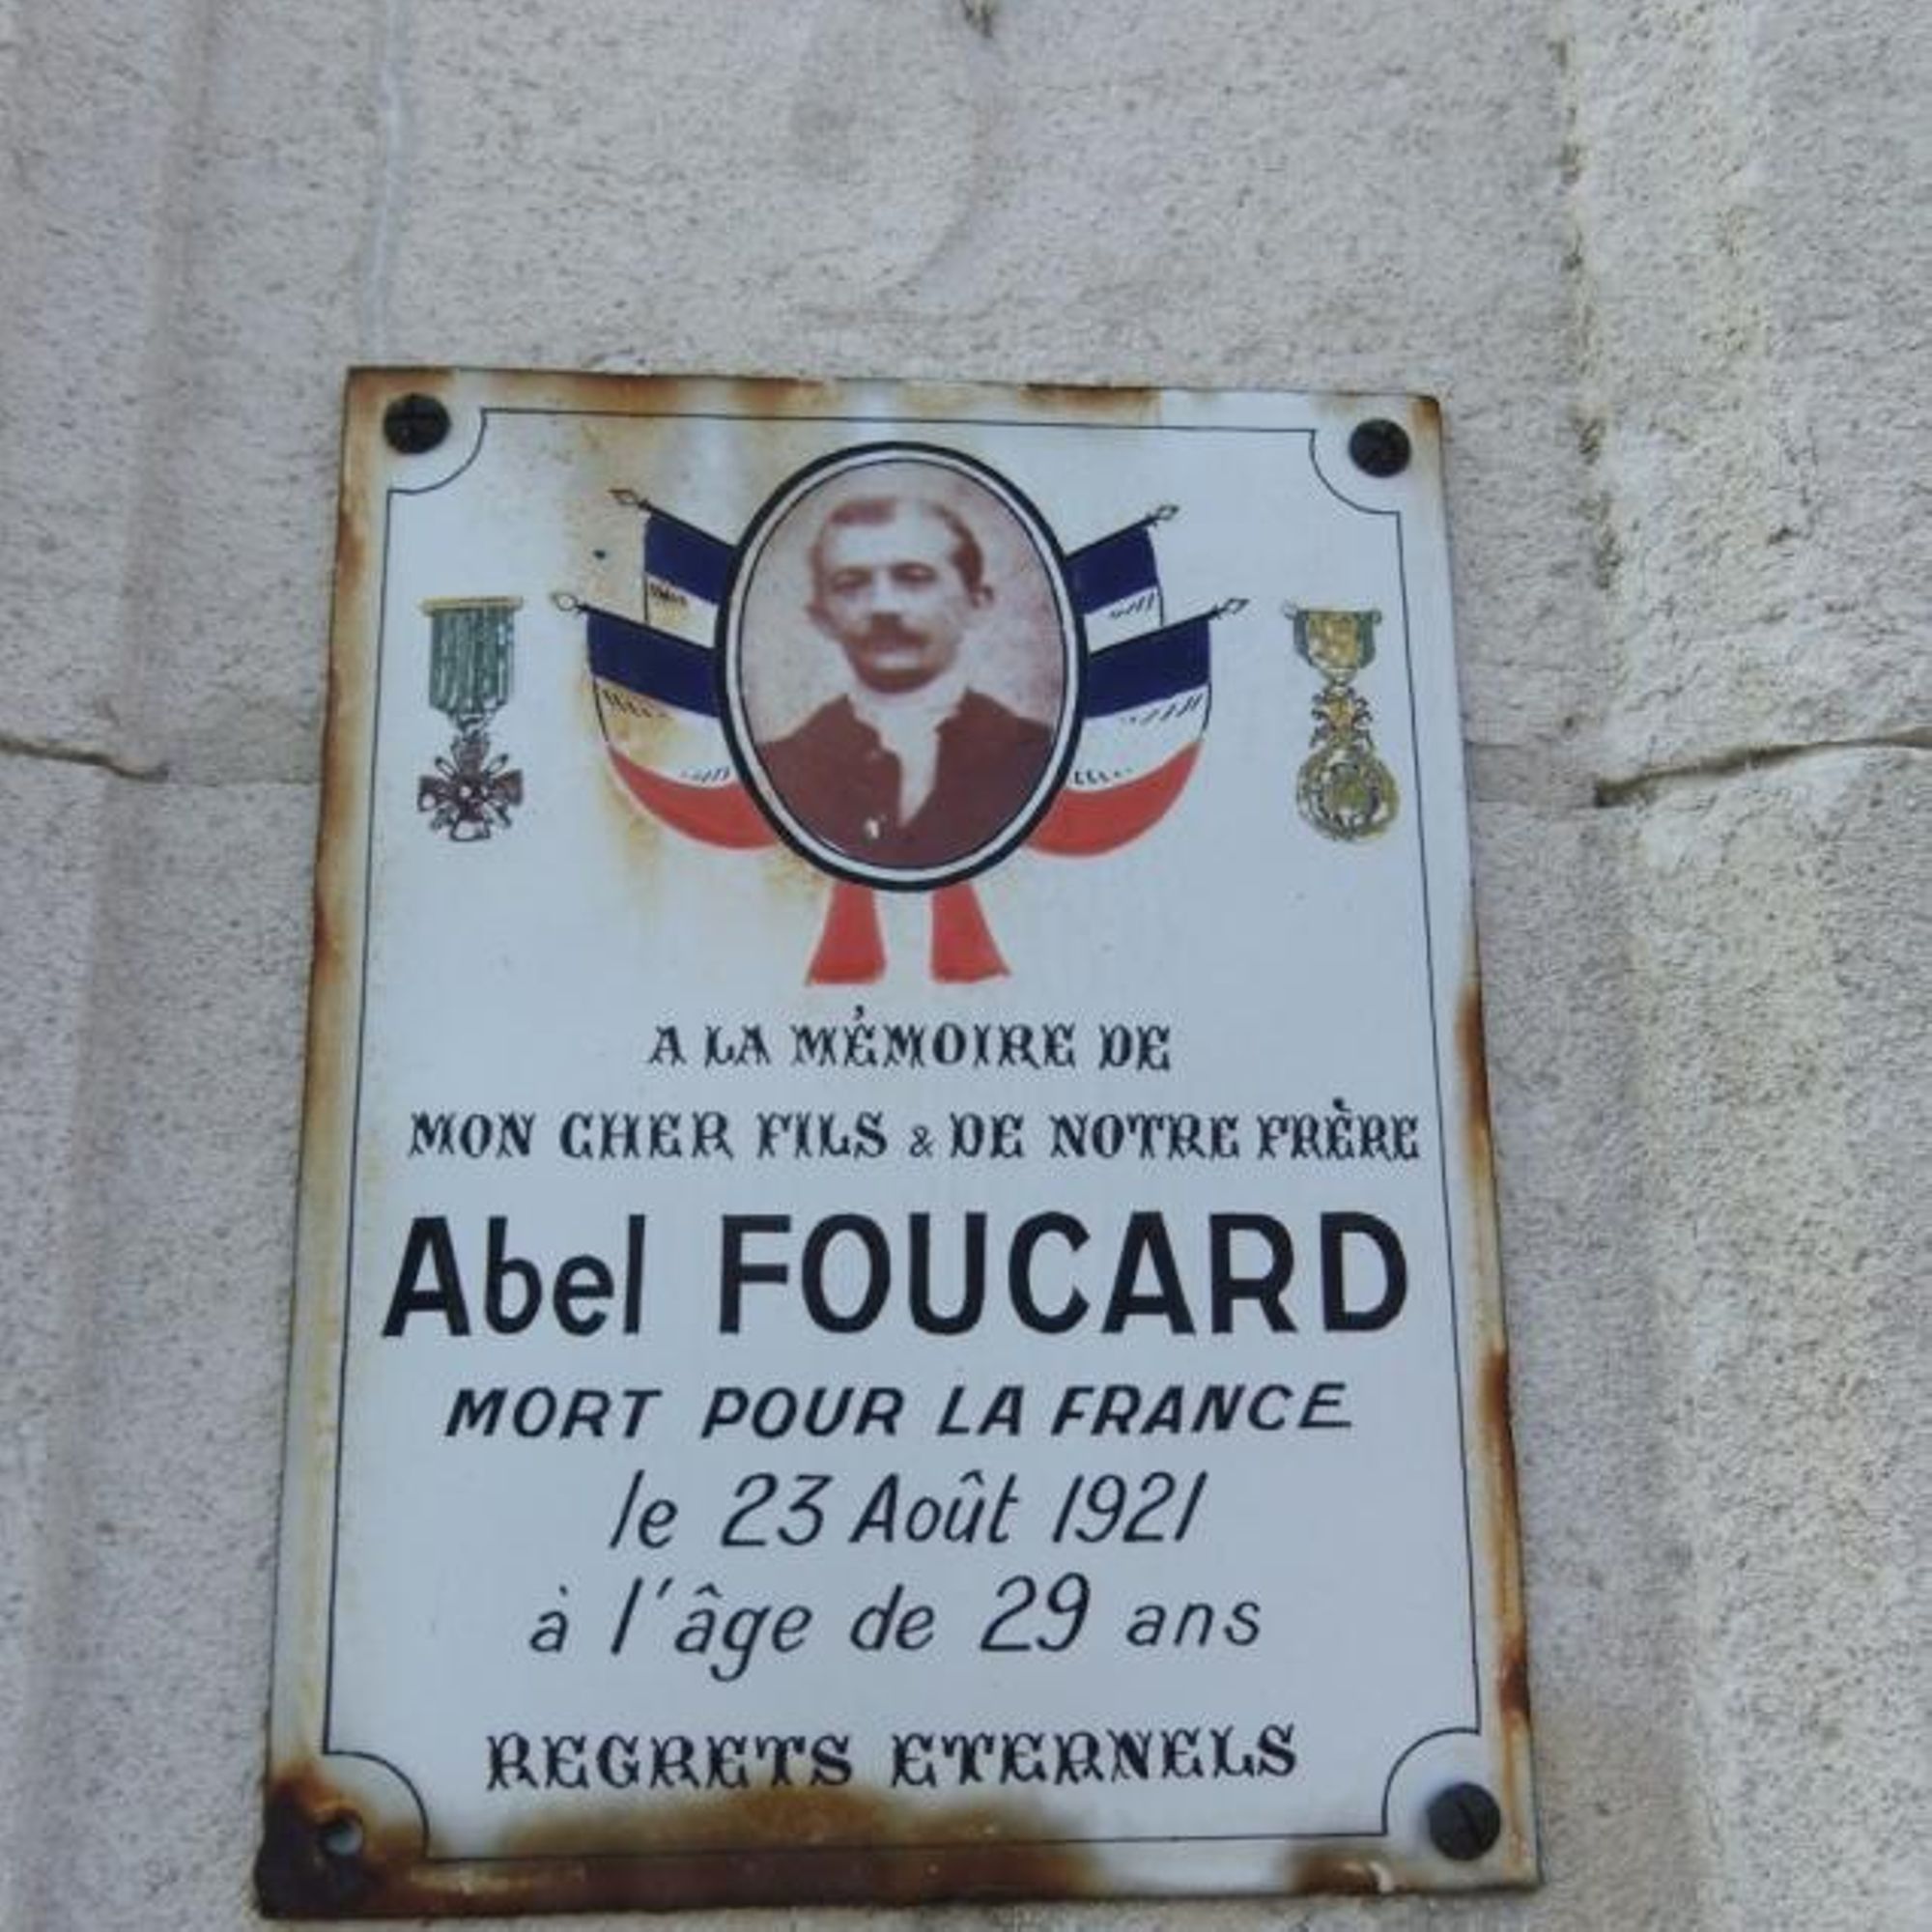 A LA MÉMOIRE DE
MON CHER FILS & DE NOTRE FRÈRE
Abel FOUCARD
MORT POUR LA FRANCE
le 23 Août 1921
à l'âge de 29 ans
REGRETS ETERNELS